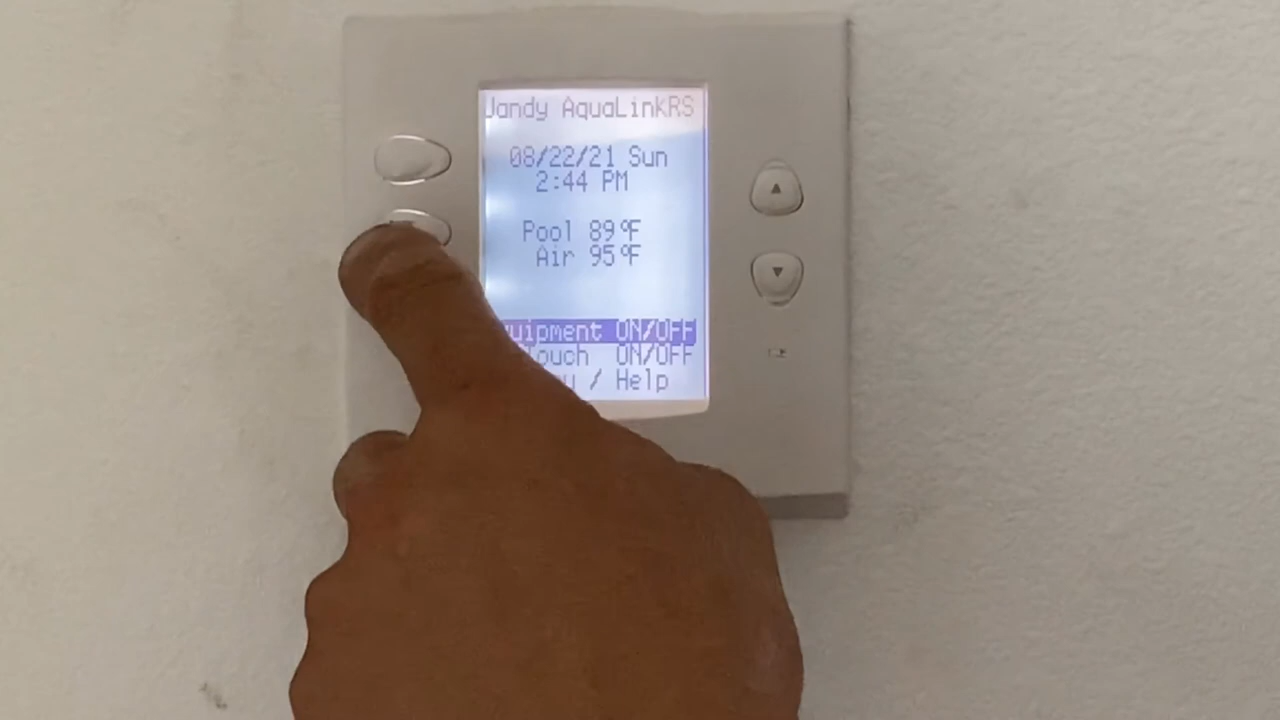 Jandy AquaLinkRS
08/22/21 Sun
2:44 PM
Pool 89°F
Air 95°F
ON/OFF
ON/OFF
/ Help